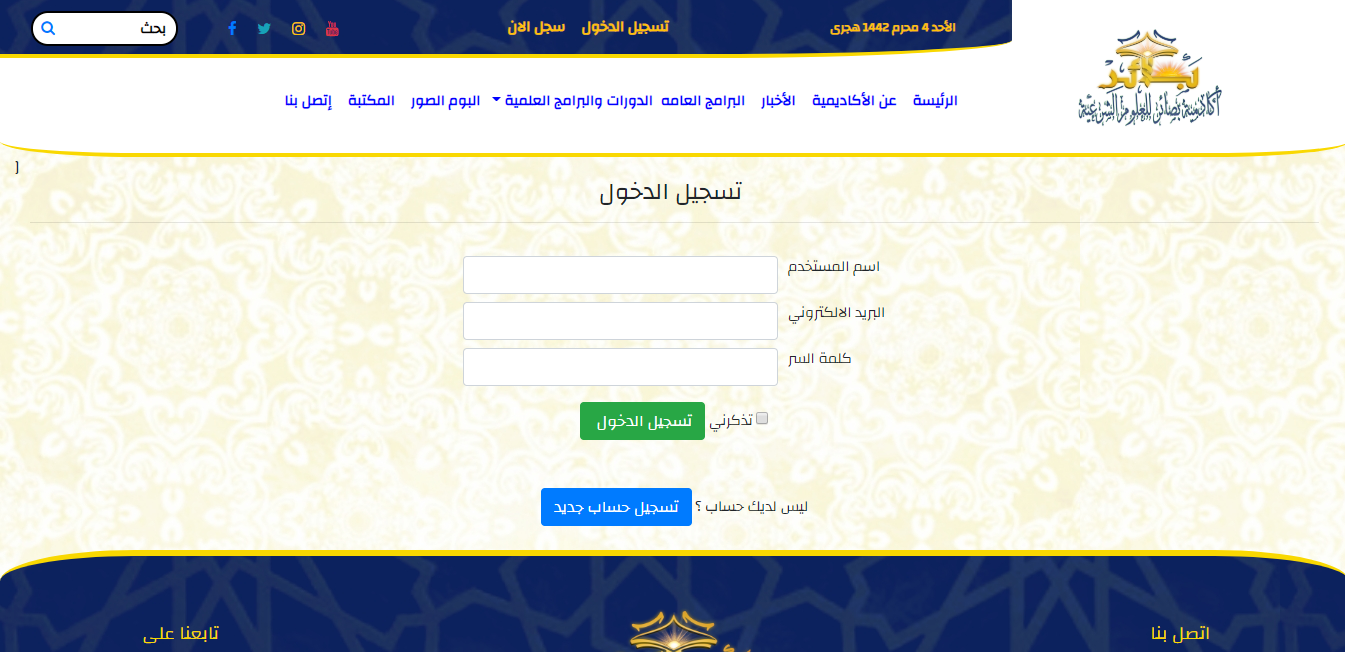 بصائر
أكاديمية بصائر للعلوم الشرعية
الأحد 4 محرم 1442 هجرى
تسجيل الدخول سجل الان
بحث
الرئيسة عن الأكاديمية الأخبار البرامج العامه الدورات والبرامج العلمية البوم الصور المكتبة إتصل بنا
[
تسجيل الدخول
اسم المستخدم
البريد الالكتروني
كلمة السر
تذكرني تسجيل الدخول
ليس لديك حساب ؟ تسجيل حساب جديد
اتصل بنا
تابعنا على